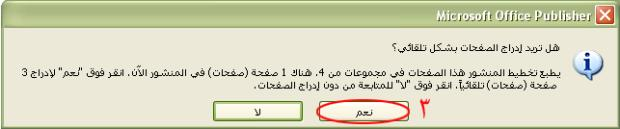 Microsoft Office Publisher
هل تريد إدراج الصفحات بشكل تلقائي؟
يطبع تخطيط المنشور هذا الصفحات في مجموعات من 4. هناك 1 صفحة (صفحات) في المنشور الآن. انقر فوق "نعم" لإدراج 3
صفحة (صفحات) تلقائياً. انقر فوق "لا" للمتابعة من دون إدراج الصفحات.
٣ نعم لا